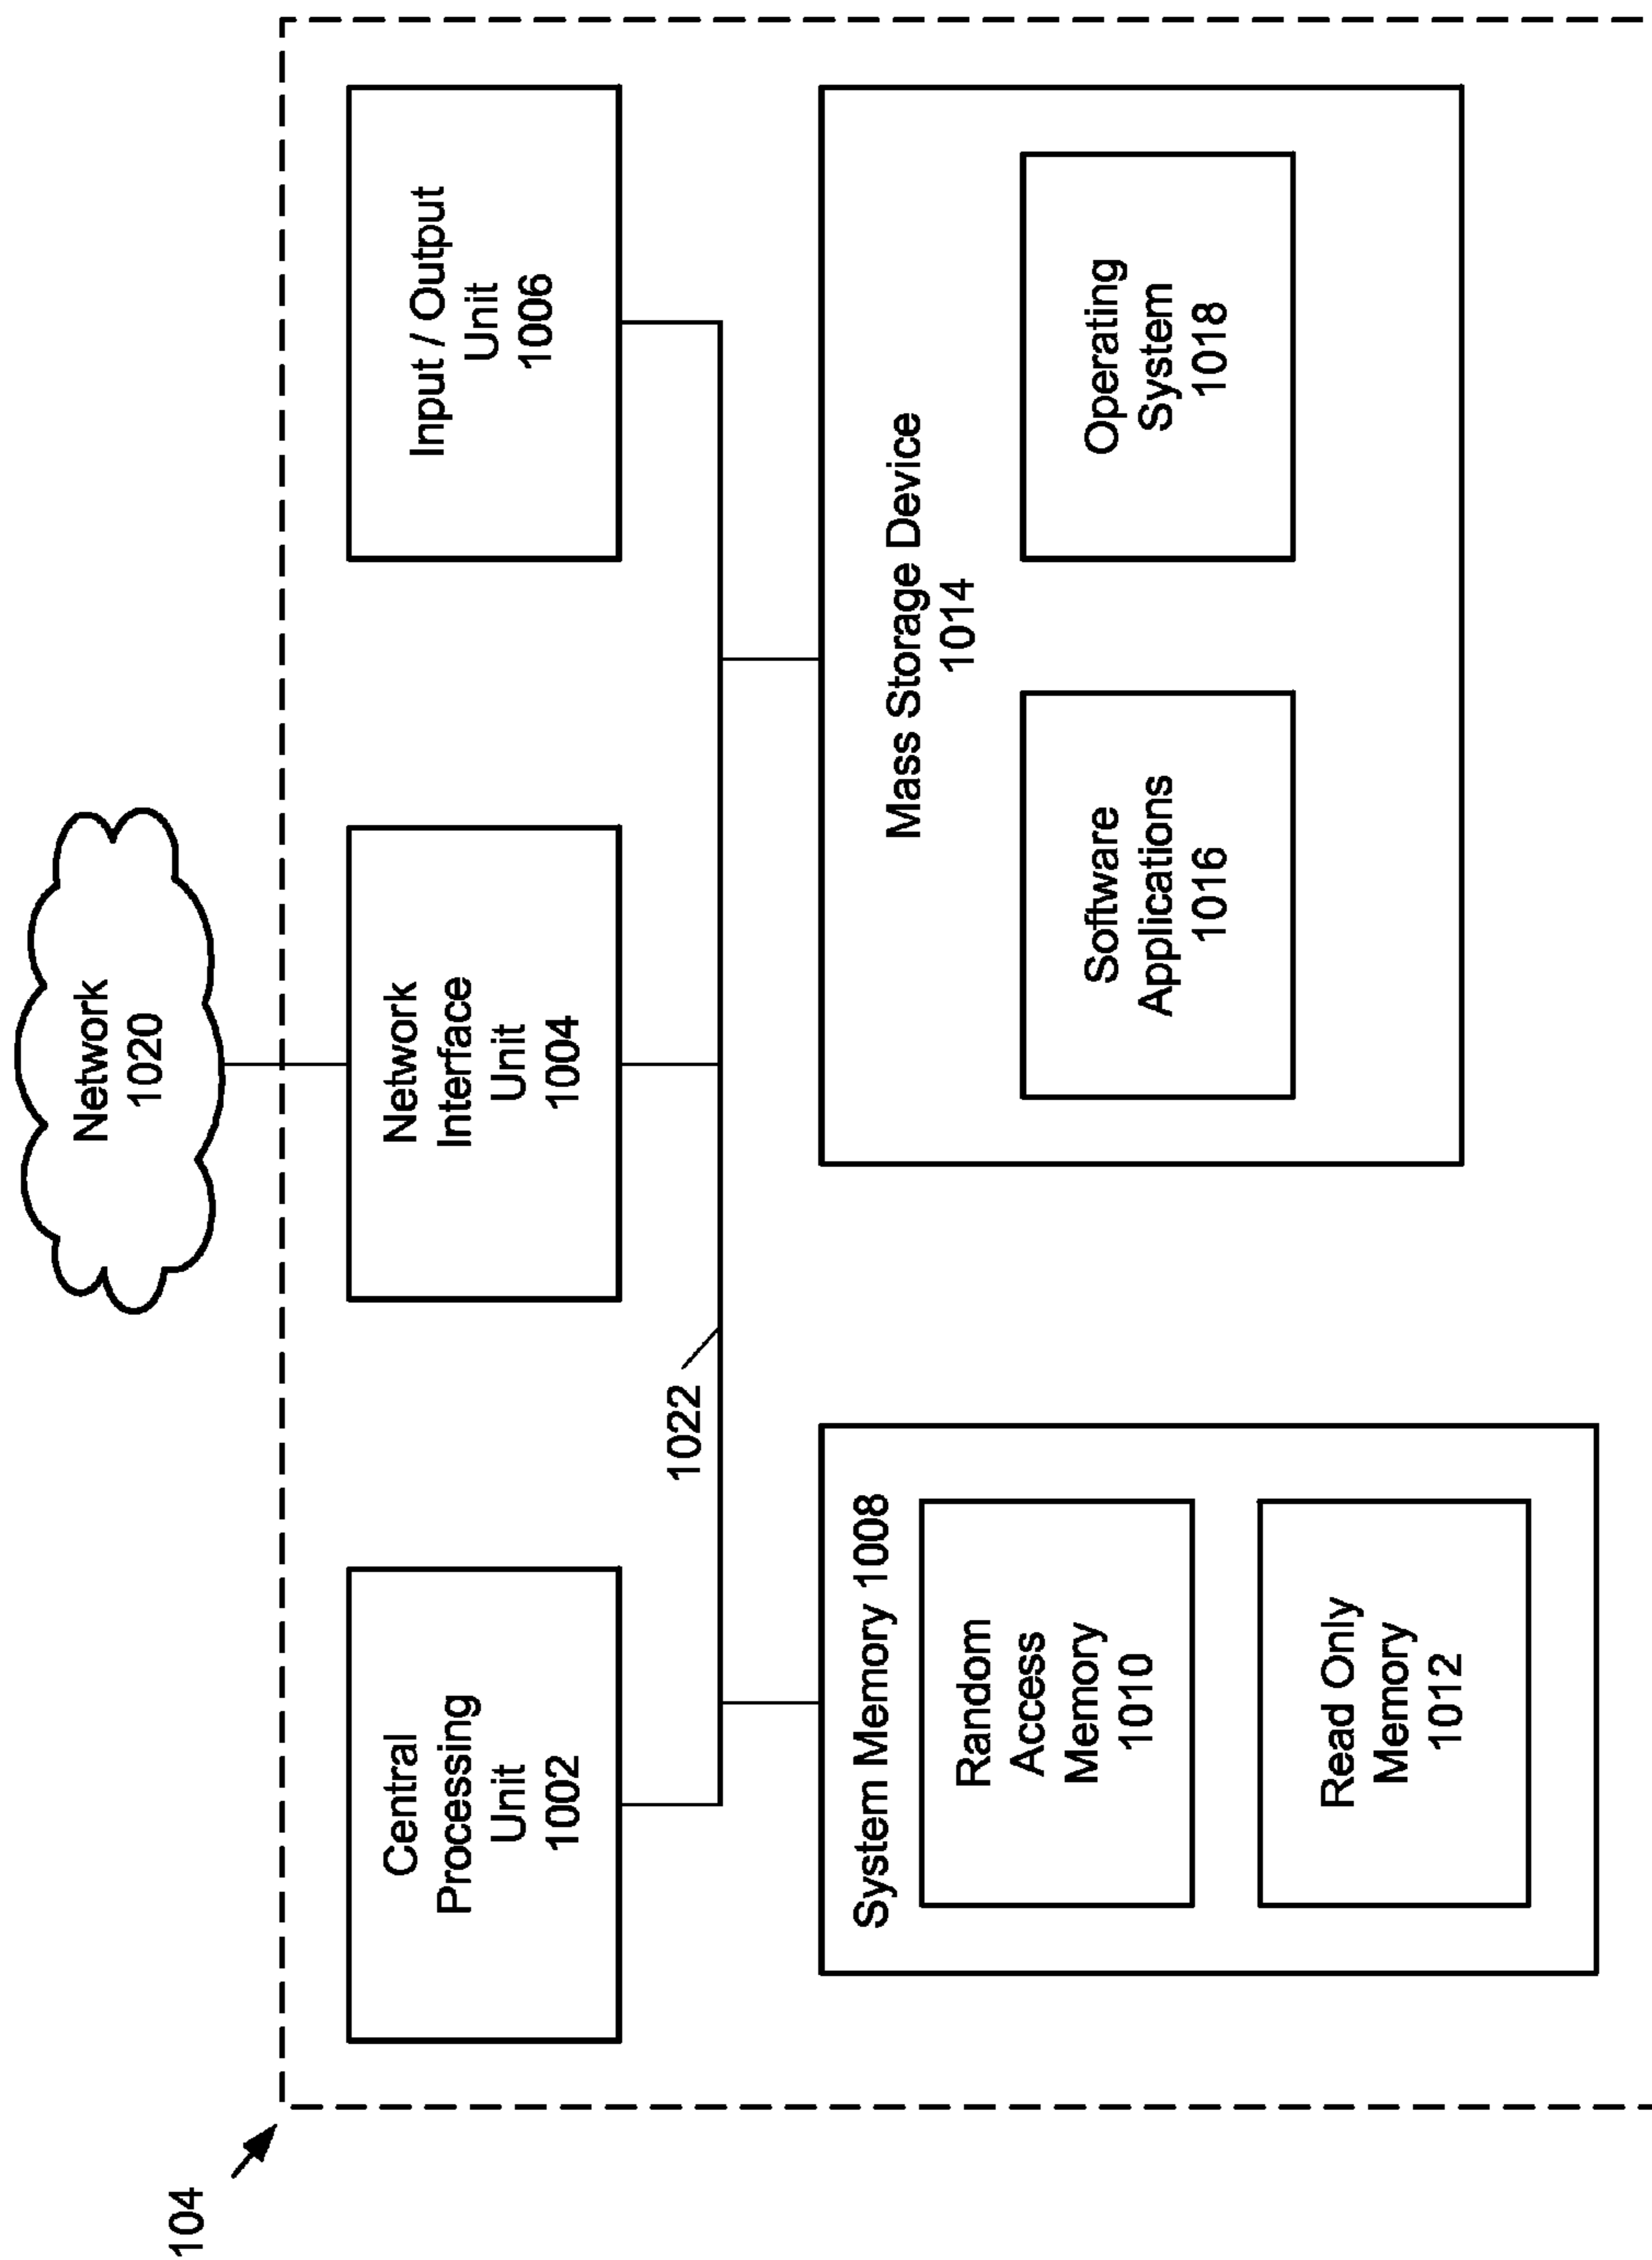 104
Network
1020
Central
Processing
Unit
1002
Network
Interface
Unit
1004
Input / Output
Unit
1006
1022
System Memory 1008
Random
Access
Memory
1010
Read Only
Memory
1012
Mass Storage Device
1014
Software
Applications
1016
Operating
System
1018